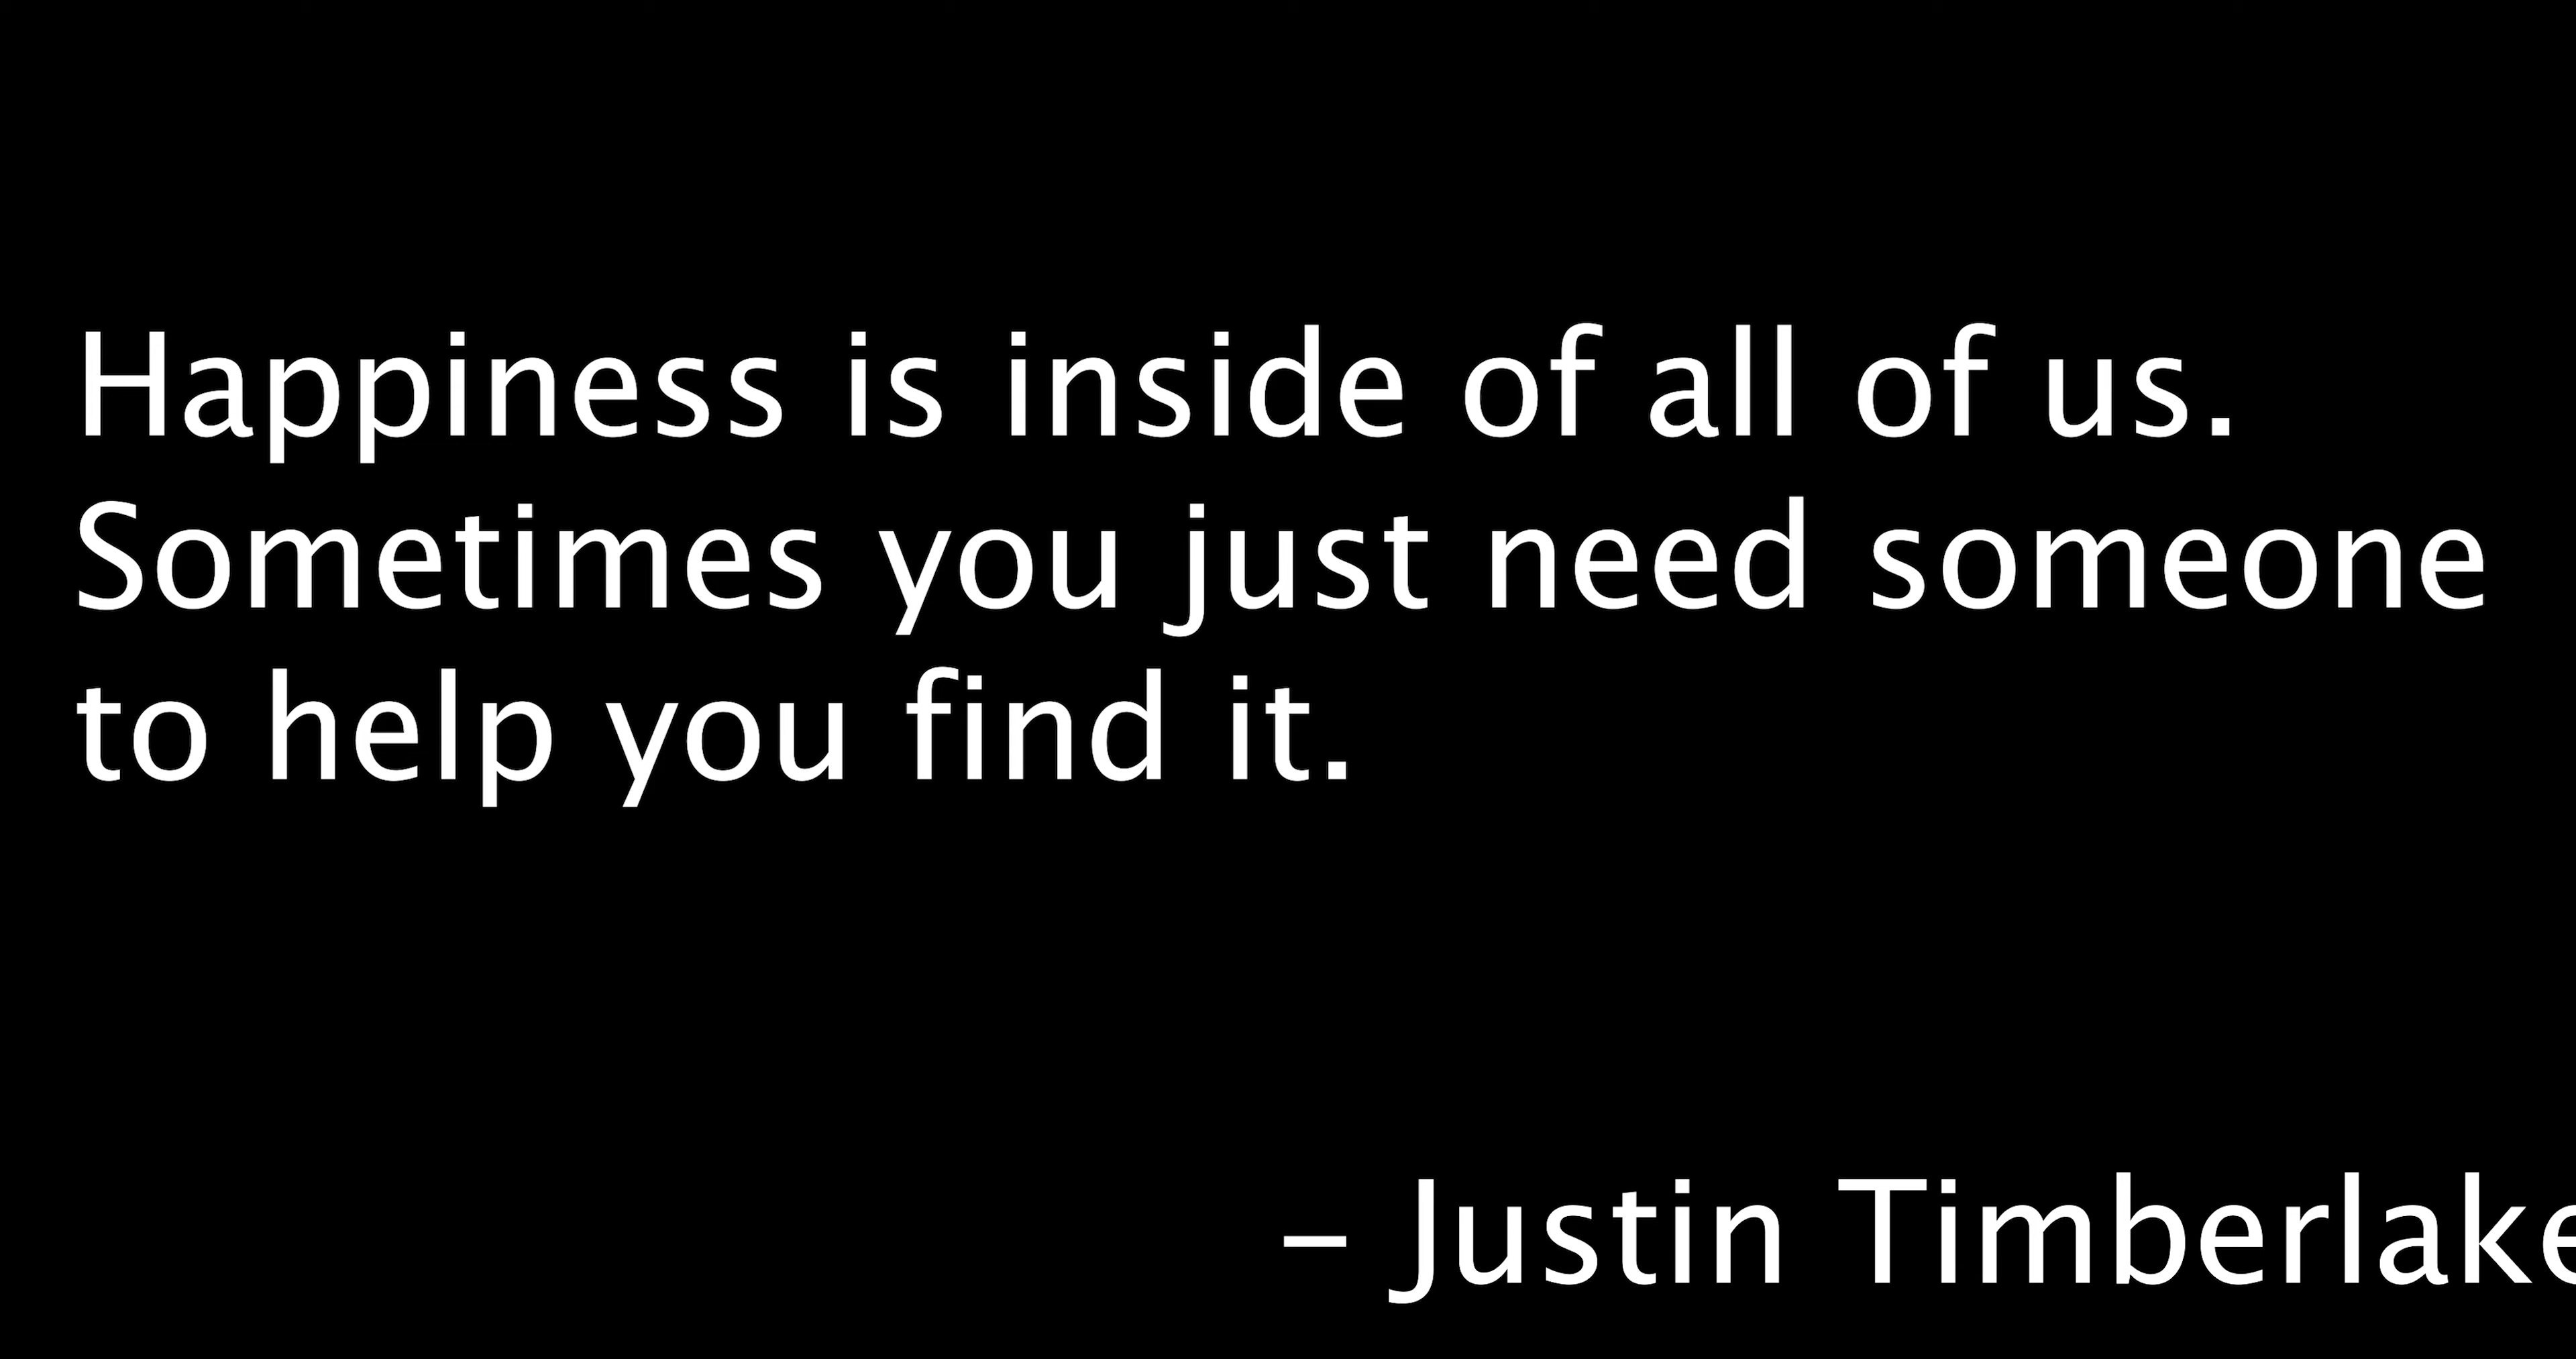 Happiness is inside of all of us.
Sometimes you just need someone
to help you find it.
– Justin Timberlake